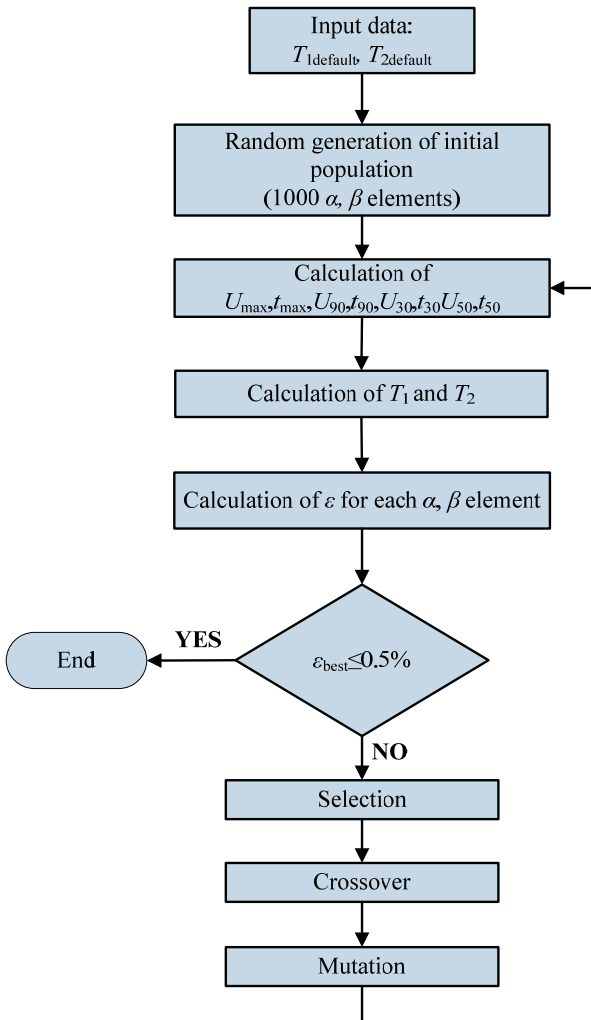 Input data:
T1default, T2default
Random generation of initial
population
(1000 α, β elements)
Calculation of
Umax,tmax,U90,t90,U30,t30U50,t50
Calculation of T1 and T2
Calculation of ε for each α, β element
YES
End
εbest≤0.5%
NO
Selection
Crossover
Mutation